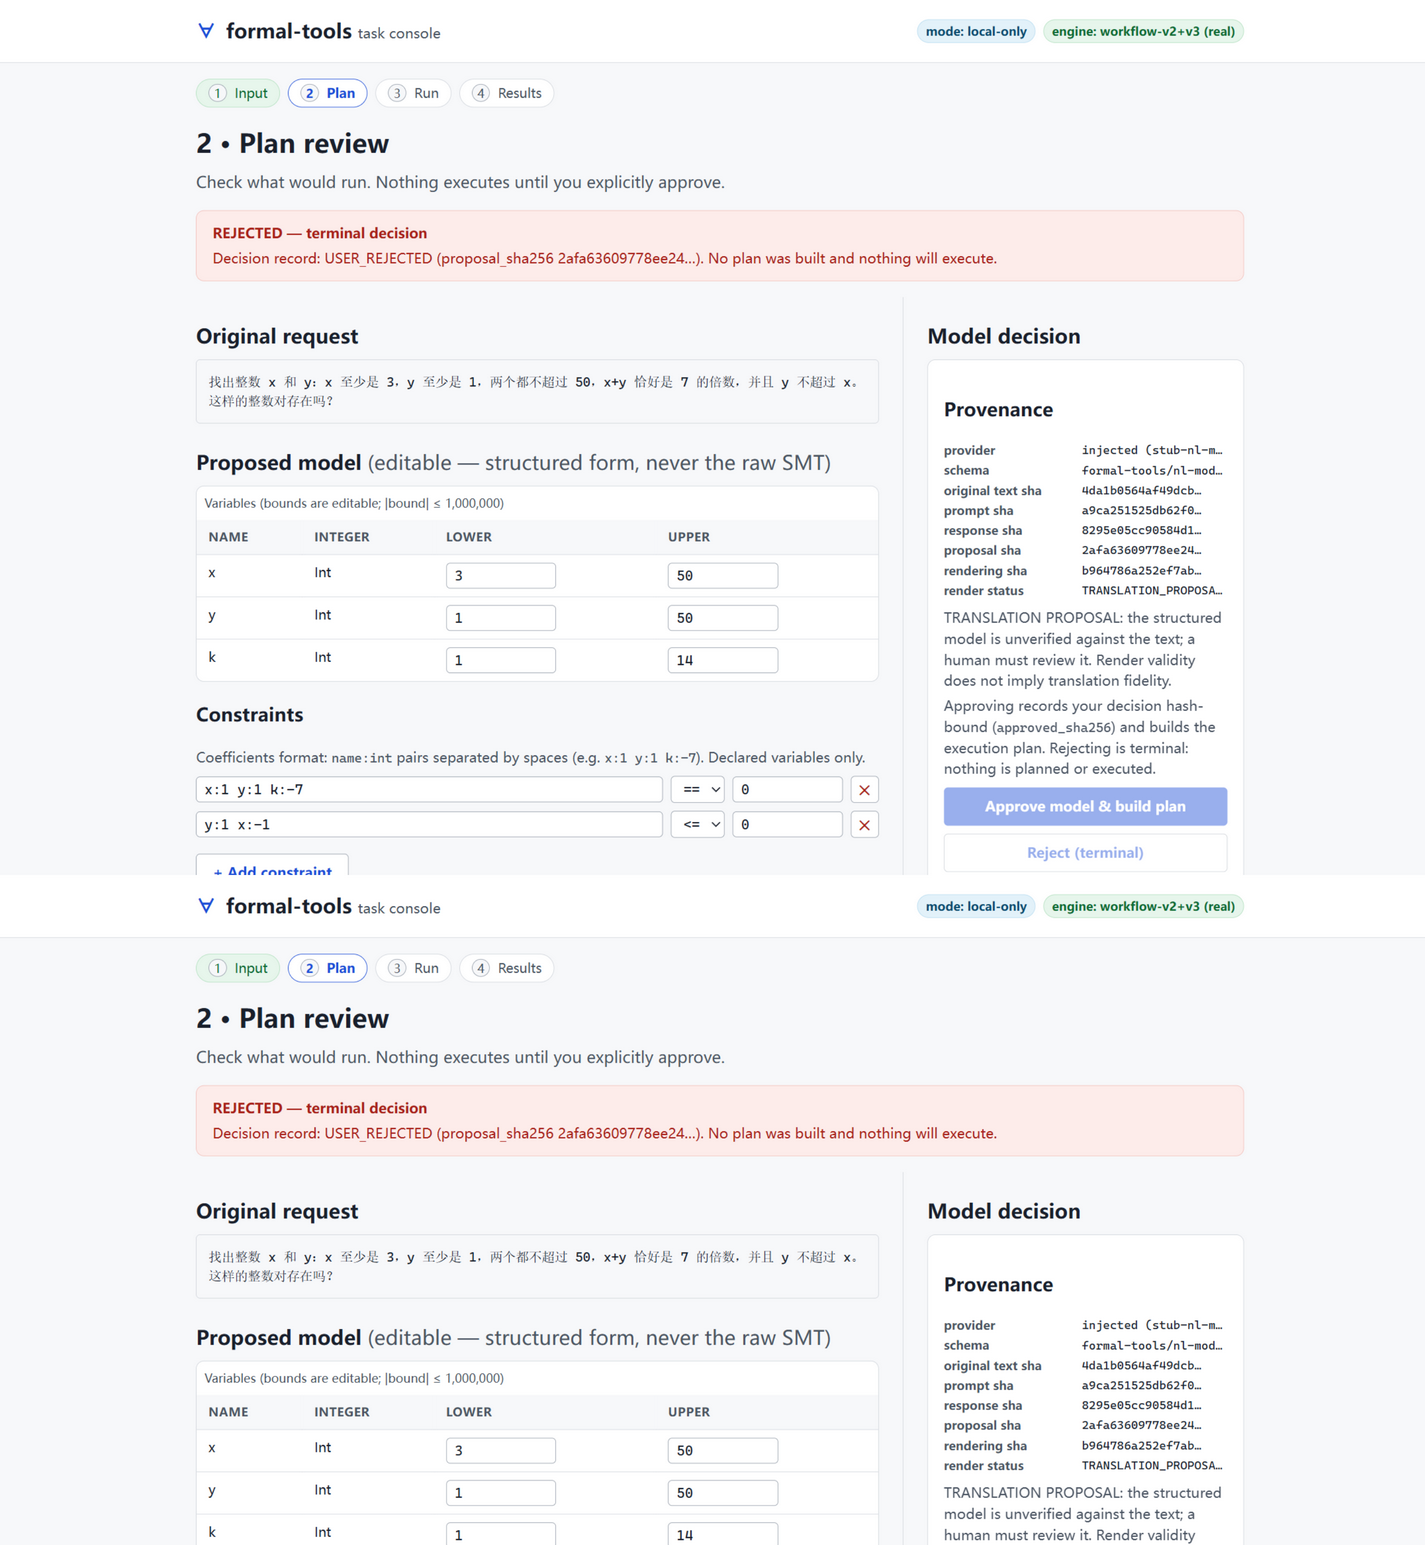 formal-tools task console
mode: local-only
engine: workflow-v2+v3 (real)
1 Input
2 Plan
3 Run
4 Results
2 • Plan review
Check what would run. Nothing executes until you explicitly approve.
REJECTED — terminal decision
Decision record: USER_REJECTED (proposal_sha256 2afa63609778ee24…). No plan was built and nothing will execute.
Original request
找出整数 x 和 y: x 至少是 3, y 至少是 1, 两个都不超过 50, x+y 恰好是 7 的倍数, 并且 y 不超过 x。
这样的整数对存在吗?
Proposed model (editable — structured form, never the raw SMT)
Variables (bounds are editable; |bound| ≤ 1,000,000)
NAME INTEGER LOWER UPPER
x Int 3 50
y Int 1 50
k Int 1 14
Constraints
Coefficients format: name:int pairs separated by spaces (e.g. x:1 y:1 k:−7). Declared variables only.
x:1 y:1 k:−7 == 0
y:1 x:−1 <= 0
+ Add constraint
Model decision
Provenance
provider injected (stub-nl-m…
schema formal-tools/nl-mod…
original text sha 4da1b0564af49dcb…
prompt sha a9ca251525db62f0…
response sha 8295e05cc90584d1…
proposal sha 2afa63609778ee24…
rendering sha b964786a252ef7ab…
render status TRANSLATION_PROPOSA…
TRANSLATION PROPOSAL: the structured
model is unverified against the text; a
human must review it. Render validity
does not imply translation fidelity.
Approving records your decision hash-
bound (approved_sha256) and builds the
execution plan. Rejecting is terminal:
nothing is planned or executed.
Approve model & build plan
Reject (terminal)
formal-tools task console
mode: local-only
engine: workflow-v2+v3 (real)
1 Input
2 Plan
3 Run
4 Results
2 • Plan review
Check what would run. Nothing executes until you explicitly approve.
REJECTED — terminal decision
Decision record: USER_REJECTED (proposal_sha256 2afa63609778ee24…). No plan was built and nothing will execute.
Original request
找出整数 x 和 y: x 至少是 3, y 至少是 1, 两个都不超过 50, x+y 恰好是 7 的倍数, 并且 y 不超过 x。
这样的整数对存在吗?
Proposed model (editable — structured form, never the raw SMT)
Variables (bounds are editable; |bound| ≤ 1,000,000)
NAME INTEGER LOWER UPPER
x Int 3 50
y Int 1 50
k Int 1 14
Model decision
Provenance
provider injected (stub-nl-m…
schema formal-tools/nl-mod…
original text sha 4da1b0564af49dcb…
prompt sha a9ca251525db62f0…
response sha 8295e05cc90584d1…
proposal sha 2afa63609778ee24…
rendering sha b964786a252ef7ab…
render status TRANSLATION_PROPOSA…
TRANSLATION PROPOSAL: the structured
model is unverified against the text; a
human must review it. Render validity